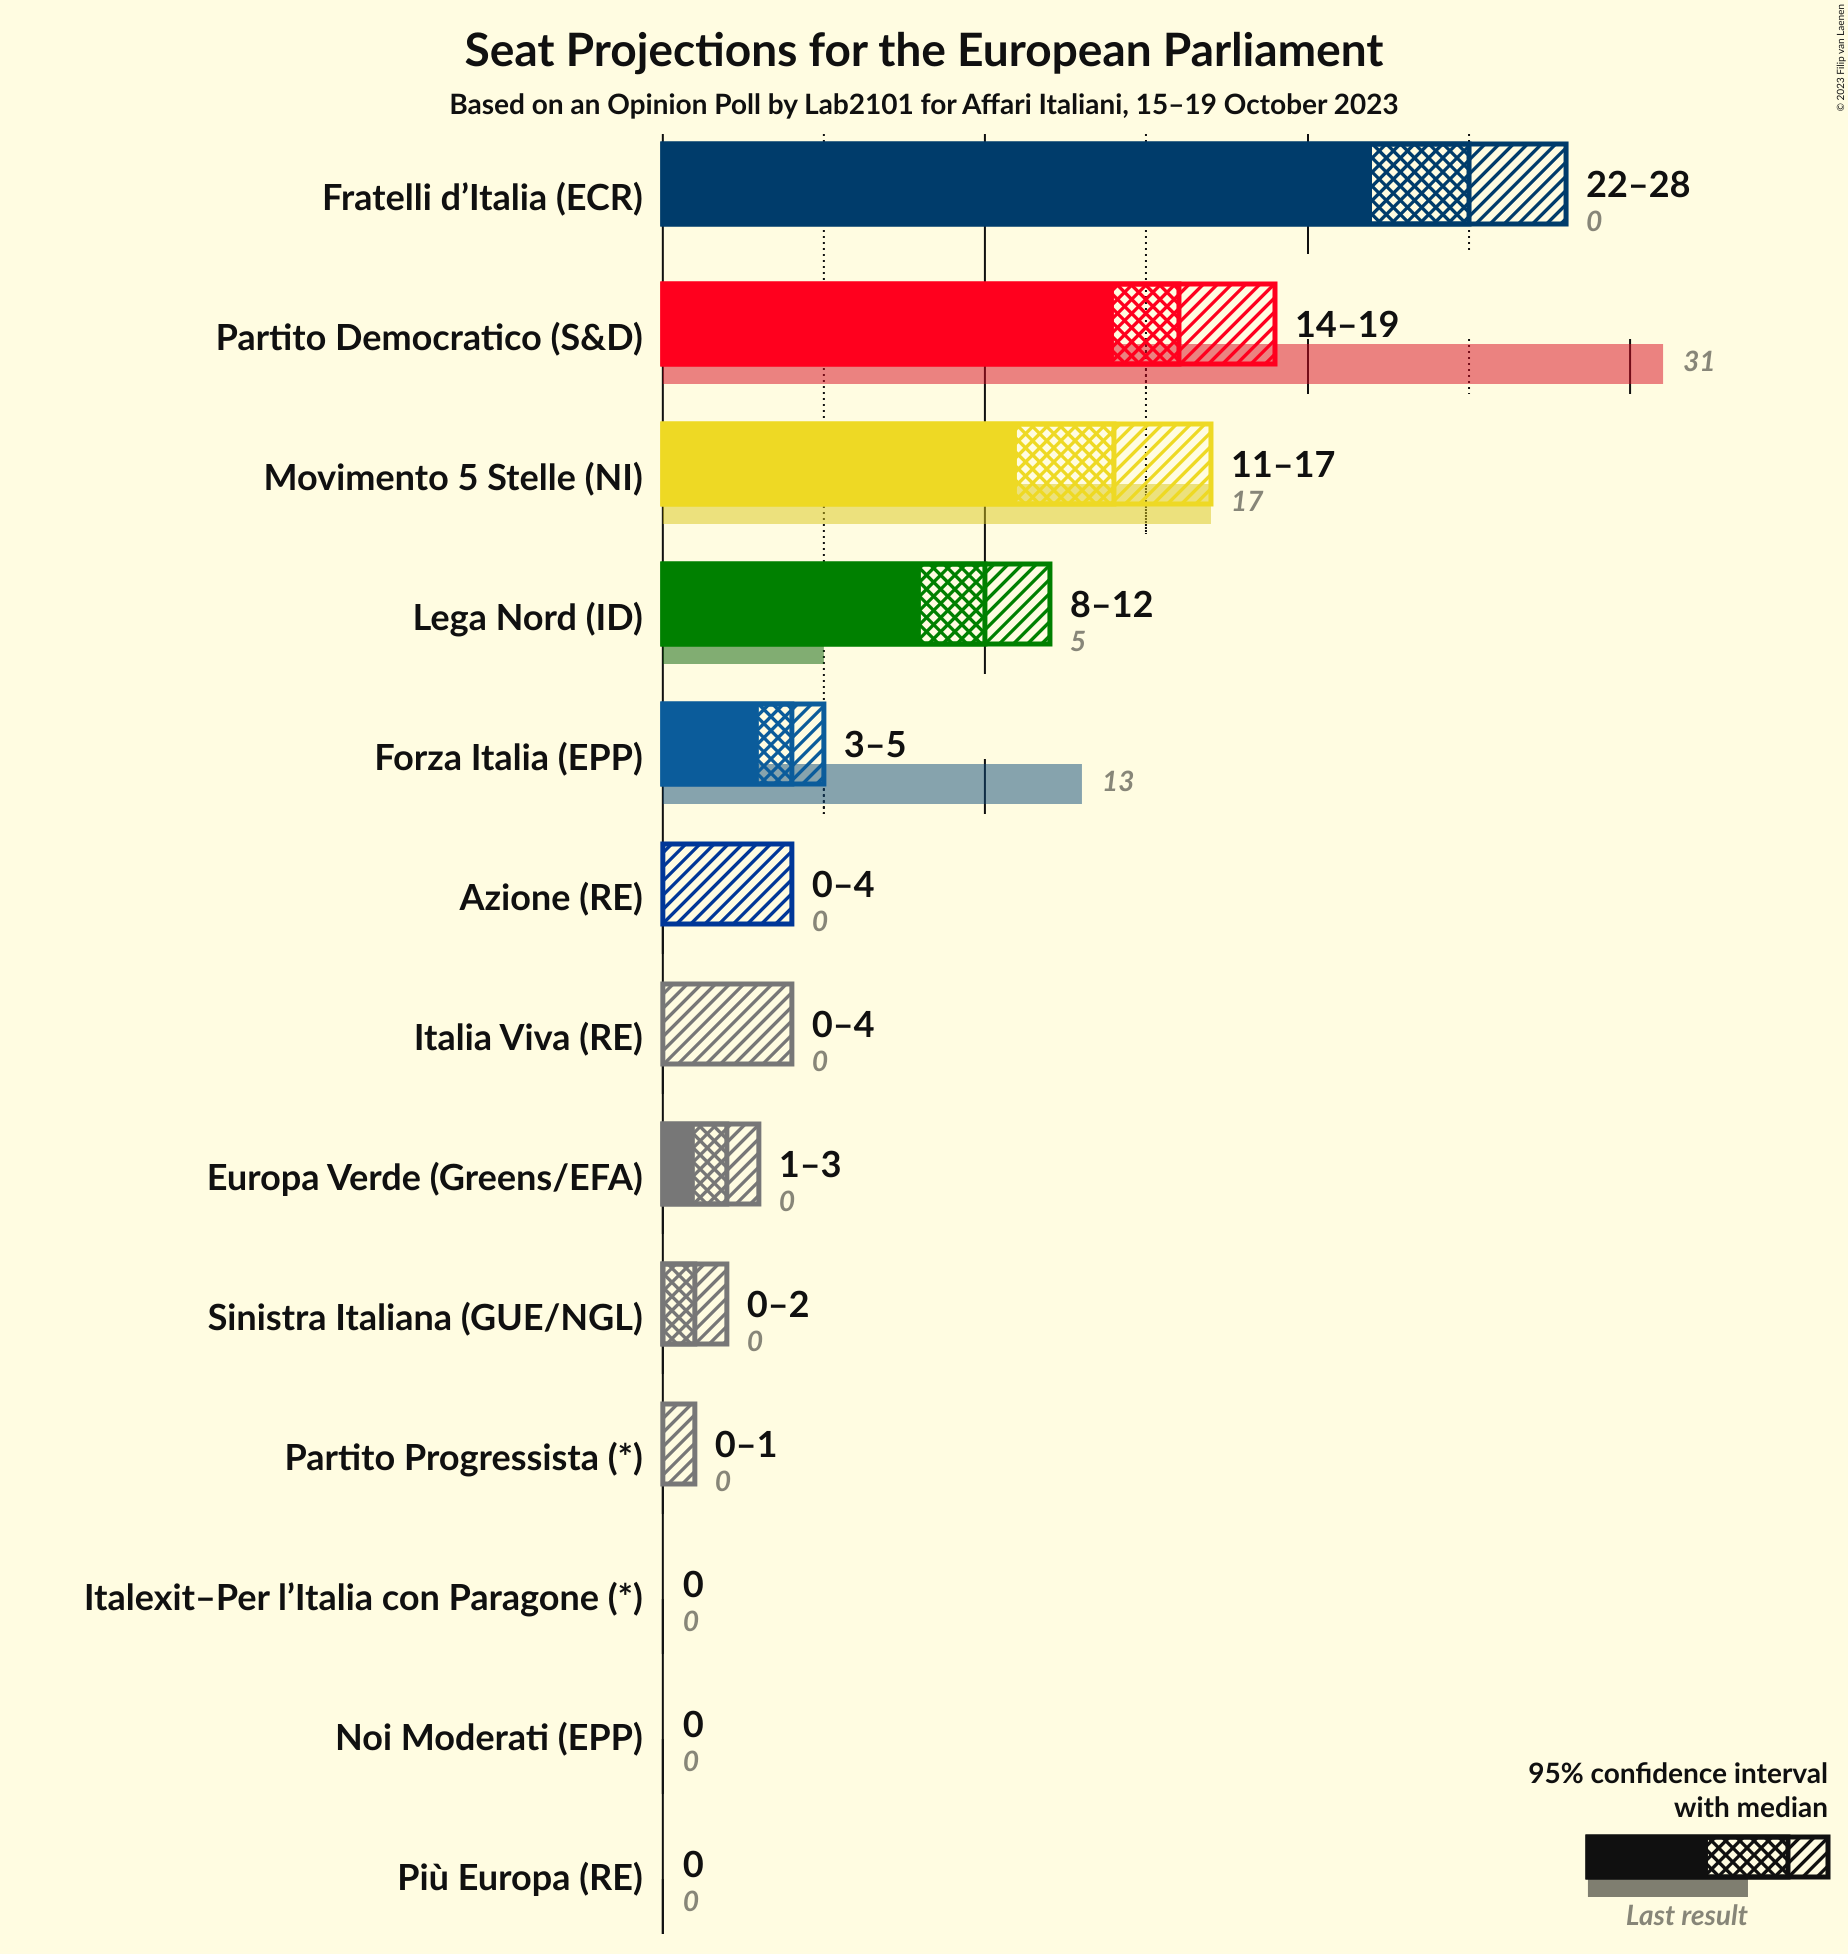 Seat Projections for the European Parliament
Based on an Opinion Poll by Lab2101 for Affari Italiani, 15–19 October 2023
© 2023 Filip van Laenen
Fratelli d’Italia (ECR)
22–28
0
Partito Democratico (S&D)
14–19
31
Movimento 5 Stelle (NI)
11–17
17
Lega Nord (ID)
8–12
5
Forza Italia (EPP)
3–5
13
Azione (RE)
0–4
0
Italia Viva (RE)
0–4
0
Europa Verde (Greens/EFA)
1–3
0
Sinistra Italiana (GUE/NGL)
0–2
0
Partito Progressista (*)
0–1
0
Italexit–Per l’Italia con Paragone (*)
0
0
Noi Moderati (EPP)
0
0
Più Europa (RE)
0
0
95% confidence interval
with median
Last result